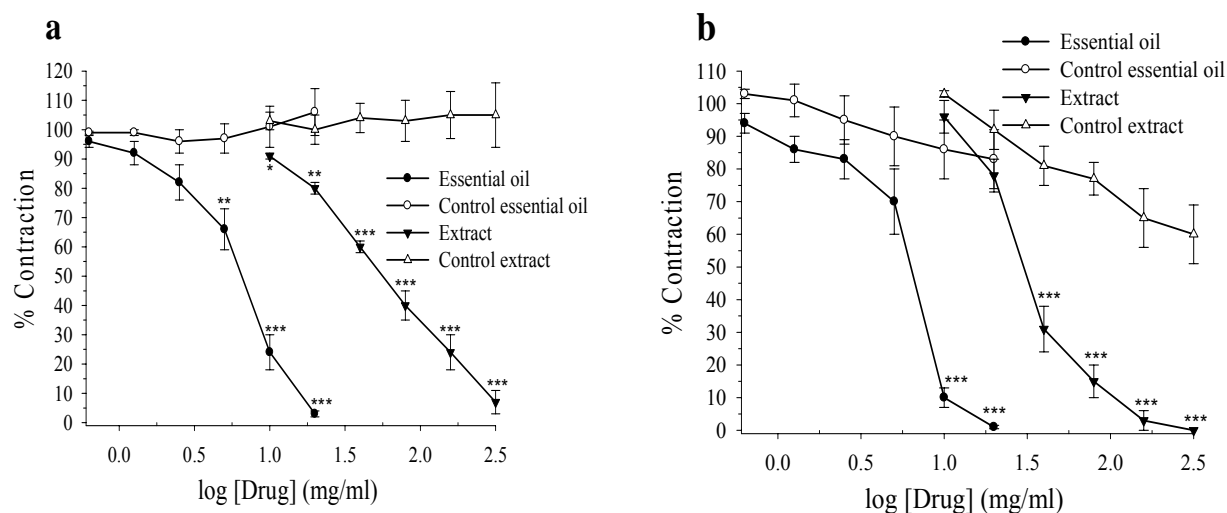 a
120
110
100
90
80
70
60
50
40
30
20
10
0
% Contraction
0.0 0.5 1.0 1.5 2.0 2.5
log [Drug] (mg/ml)
Essential oil
Control essential oil
Extract
Control extract
**
***
***
*
**
***
***
***
***
b
110
100
90
80
70
60
50
40
30
20
10
0
% Contraction
0.0 0.5 1.0 1.5 2.0 2.5
log [Drug] (mg/ml)
Essential oil
Control essential oil
Extract
Control extract
***
***
***
***
***
***